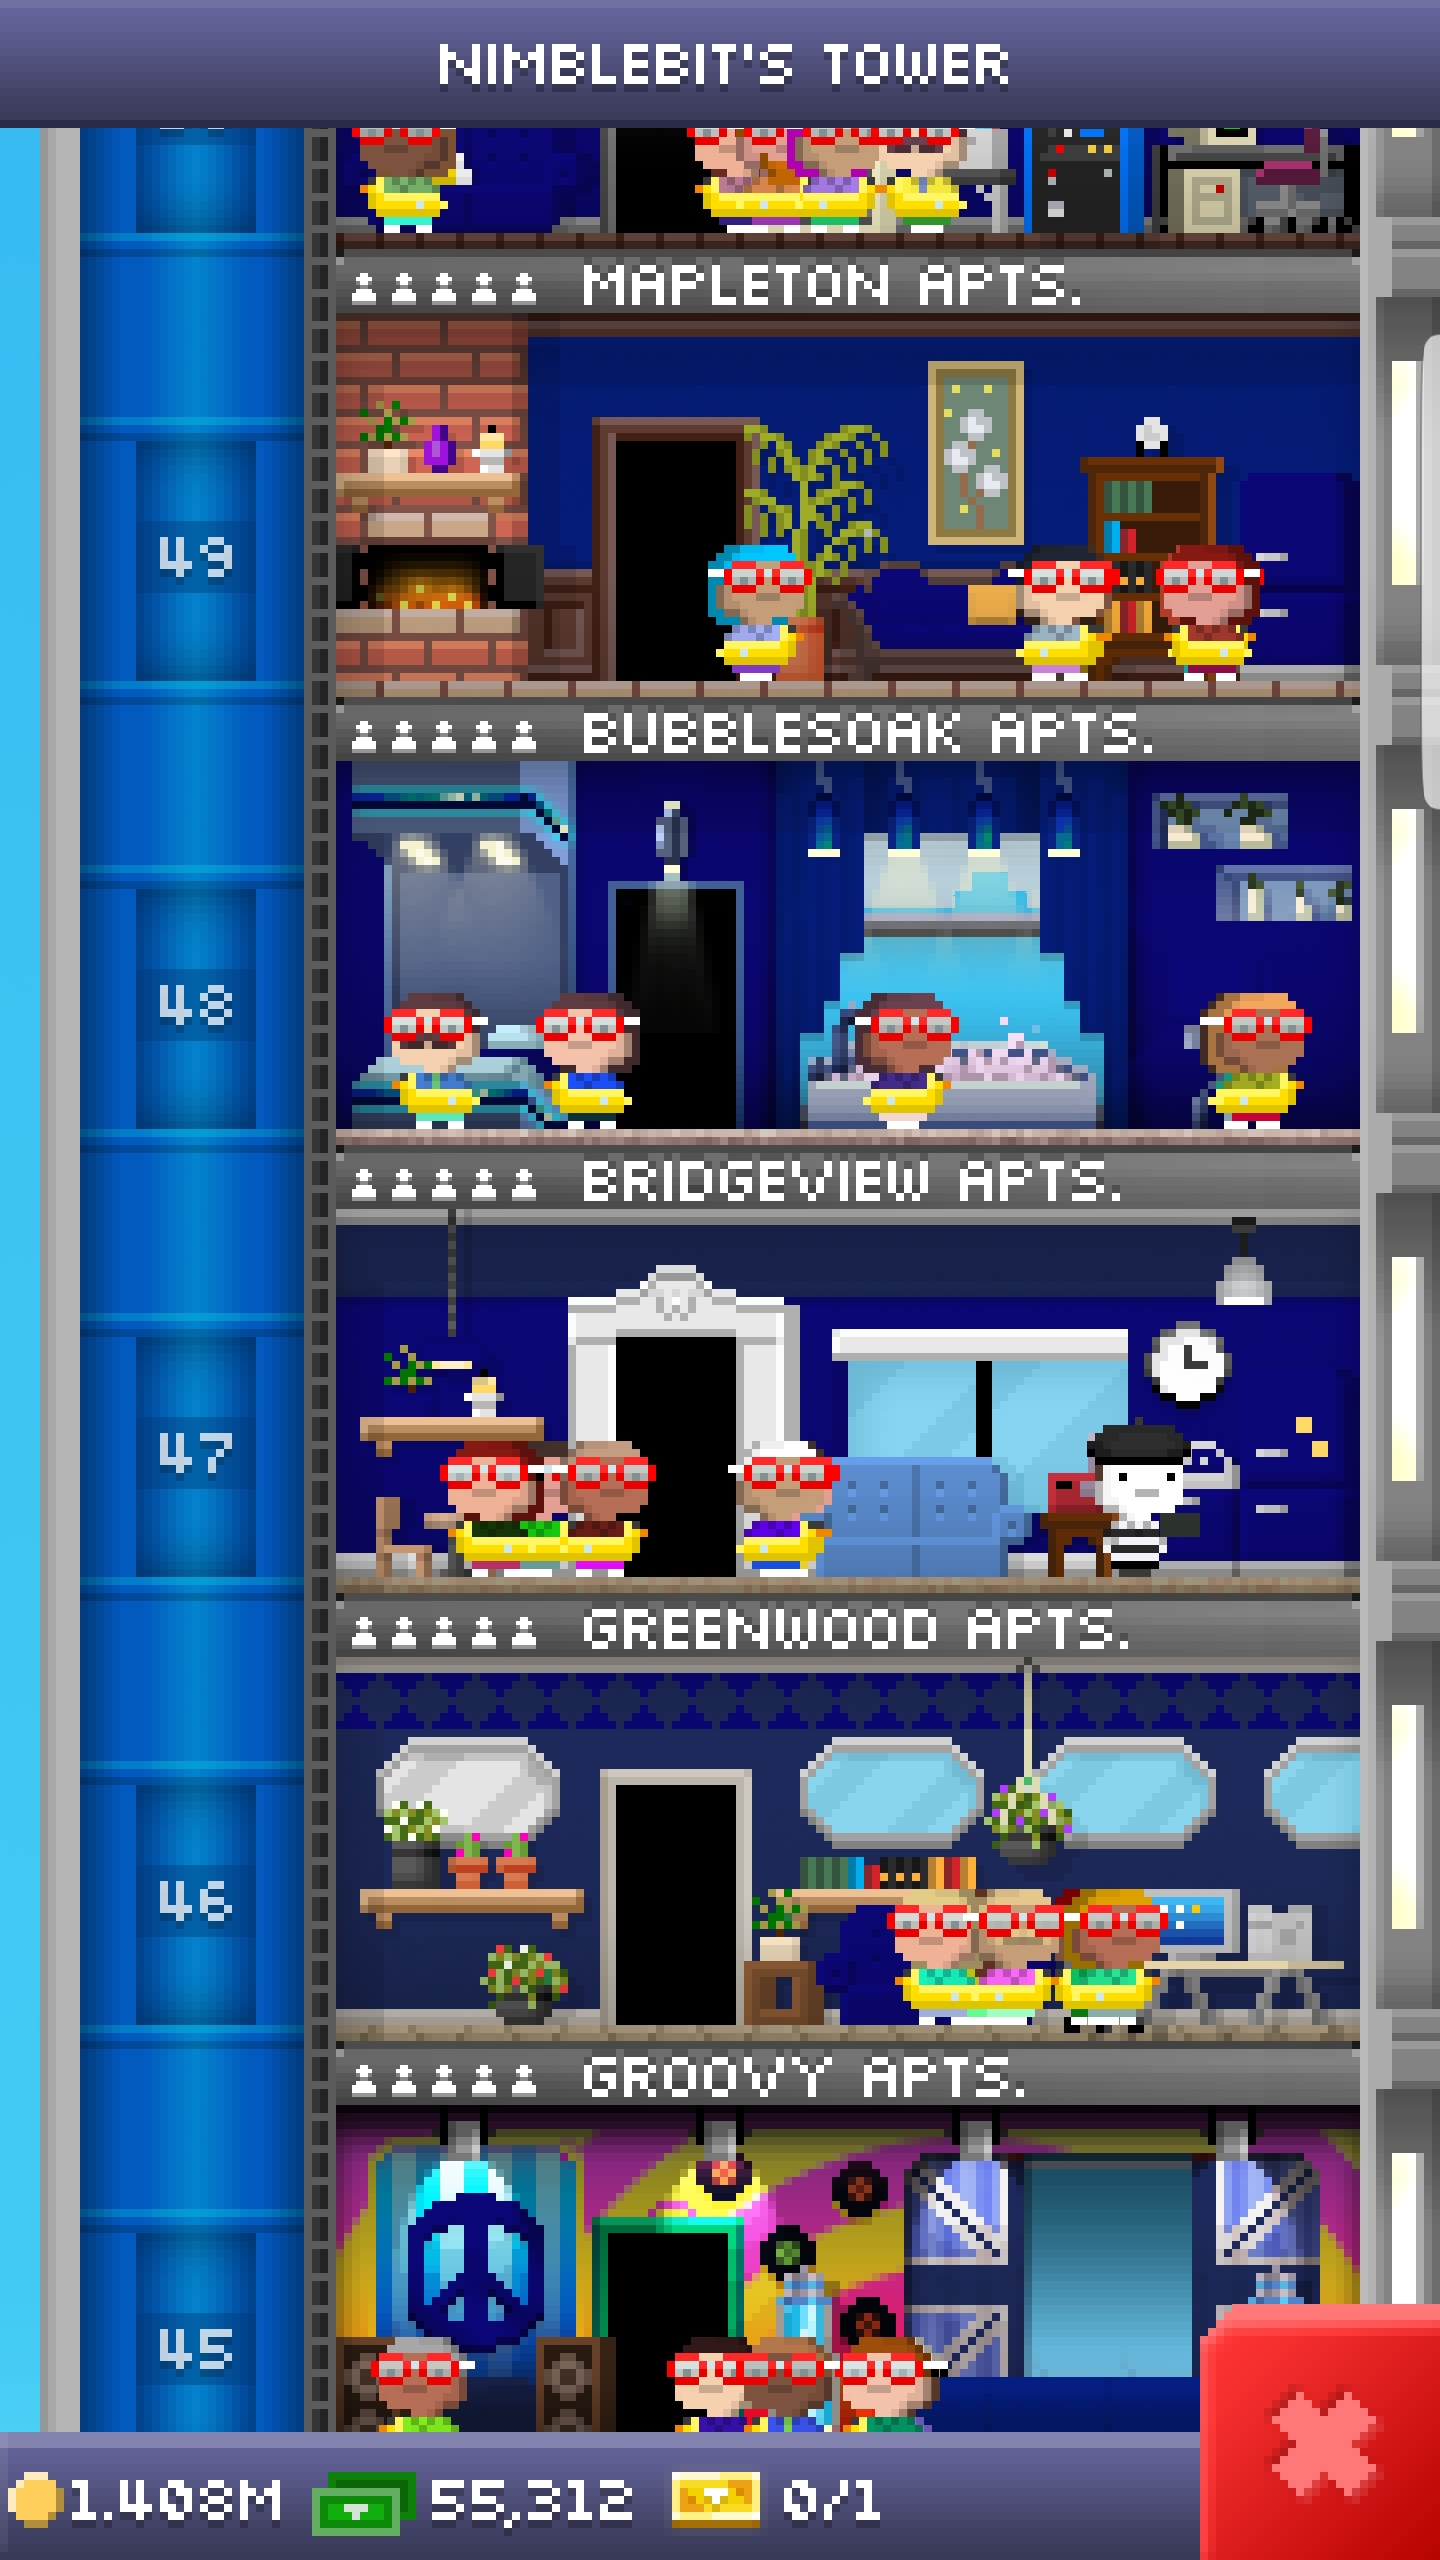 NIMBLEBIT'S TOWER
MAPLETON APTS.
49
BUBBLESOAK APTS.
48
BRIDGEVIEW APTS.
47
GREENWOOD APTS.
46
GROOVY APTS.
45
1.408M 55,312 0/1